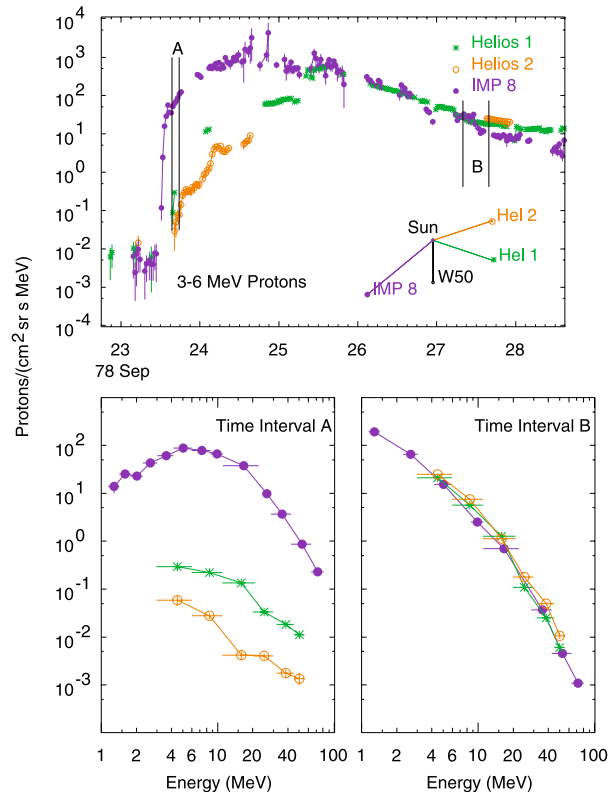 10^5
10^4
10^3
10^2
10^1
10^0
10^-1
10^-2
10^-3
10^-4
A
Helios 1
Helios 2
IMP 8
B
3-6 MeV Protons
Sun
Hel 2
Hel 1
W50
IMP 8
23 24 25 26 27 28
78 Sep
Protons/(cm^2 sr s MeV)
Time Interval A
Time Interval B
10^2
10^1
10^0
10^-1
10^-2
10^-3
1 2 4 6 10 20 40 100
1 2 4 6 10 20 40 100
Energy (MeV)
Energy (MeV)